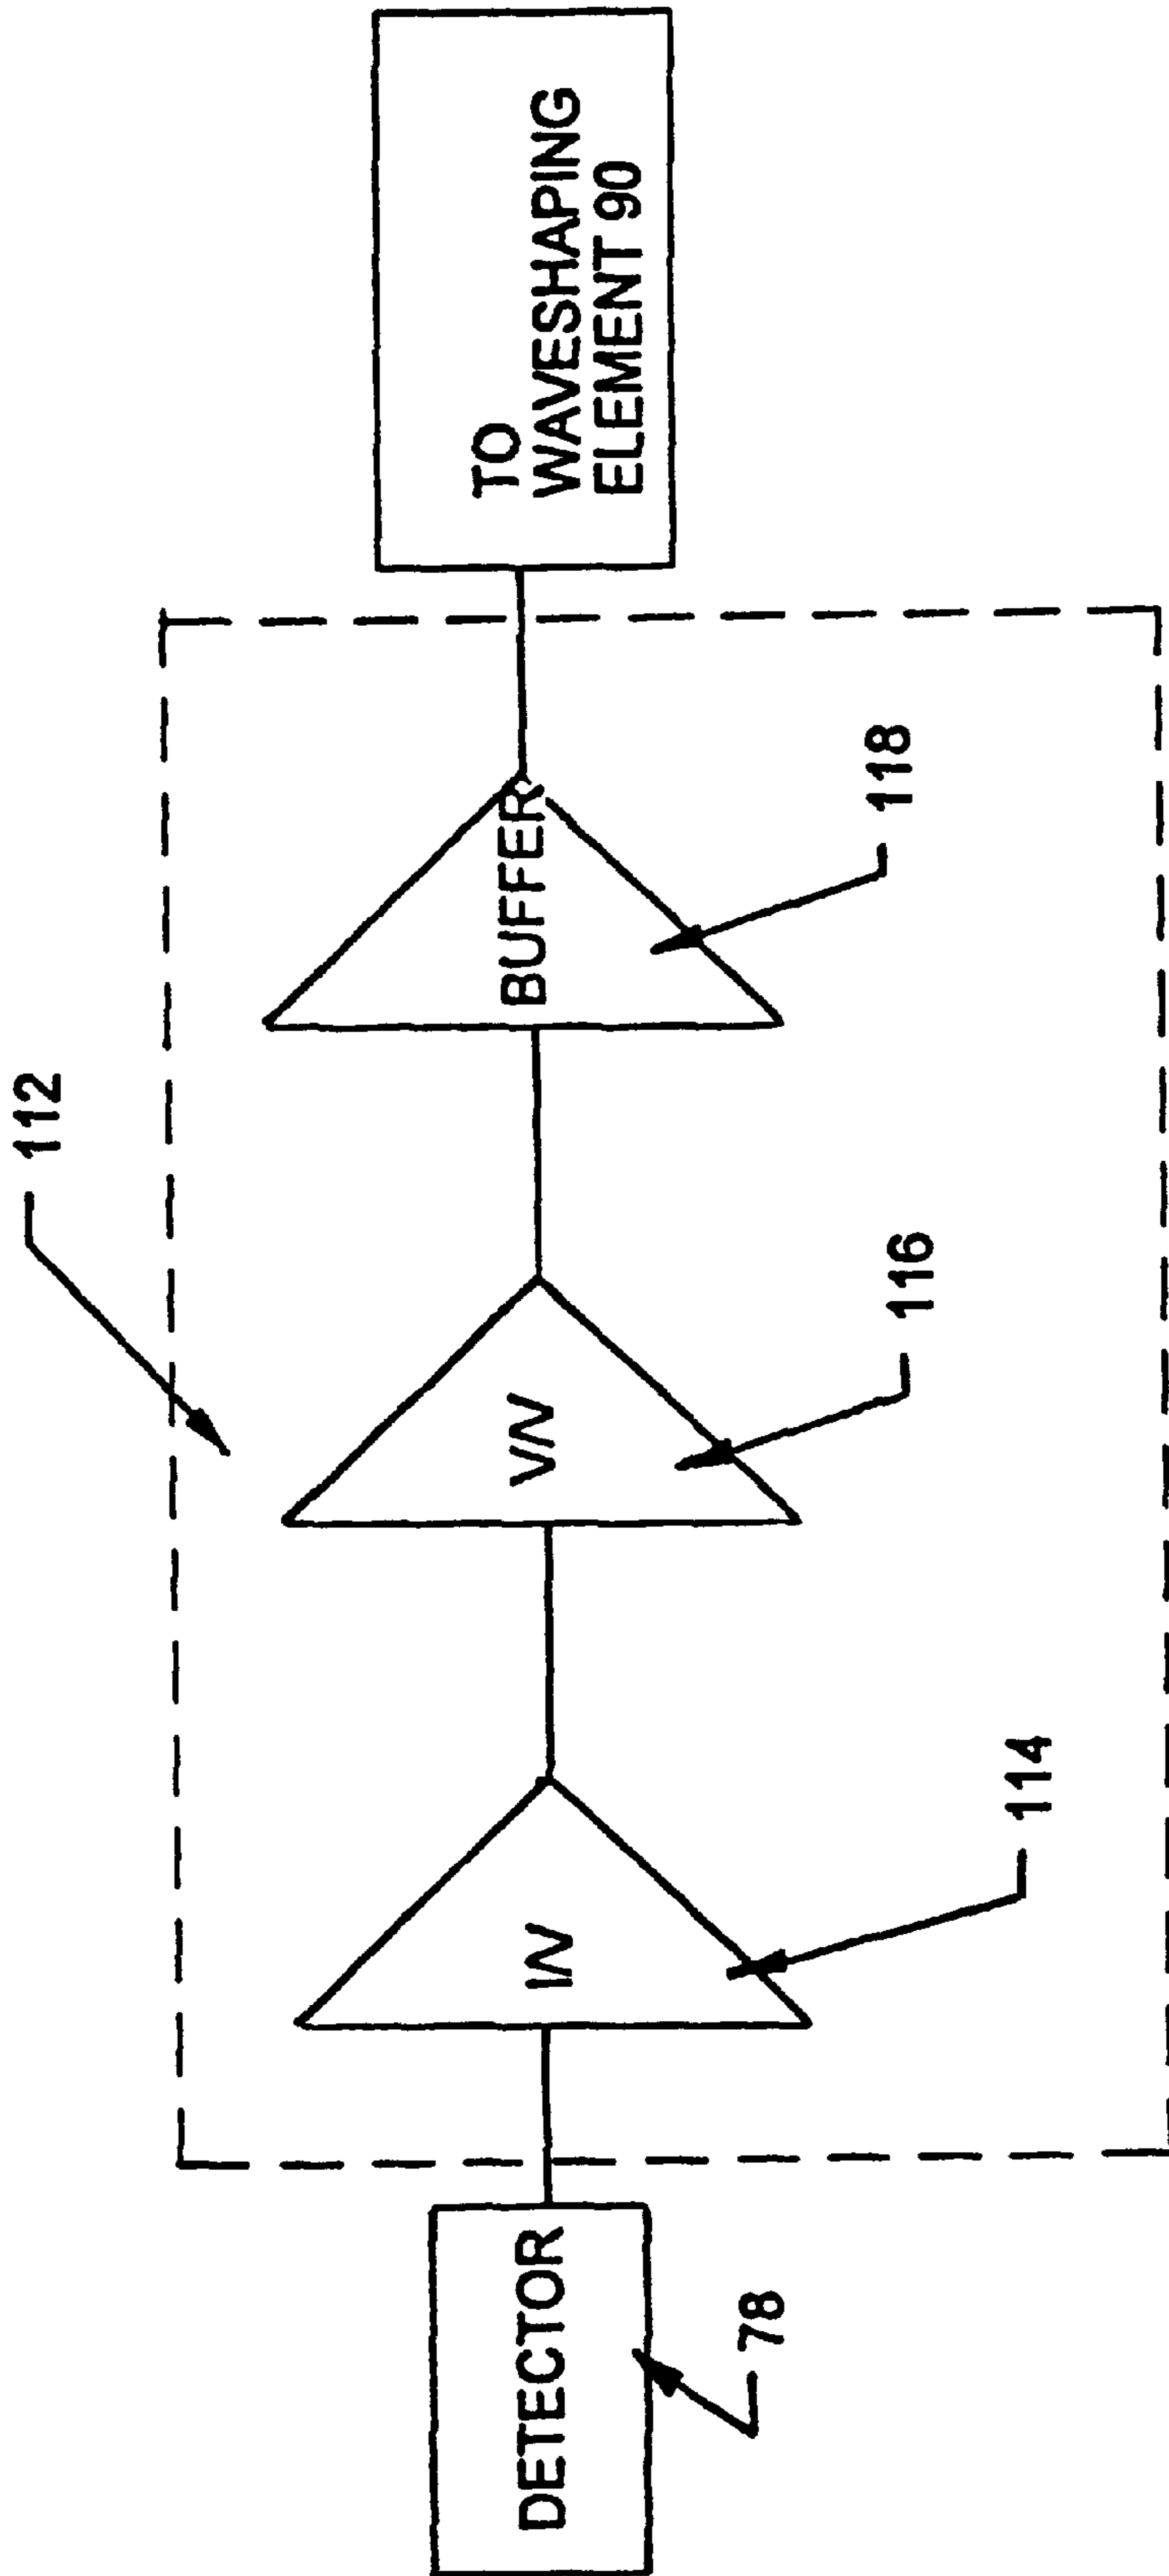 112
DETECTOR
78
I/V
114
V/V
116
BUFFER
118
TO
WAVESHAPING
ELEMENT 90